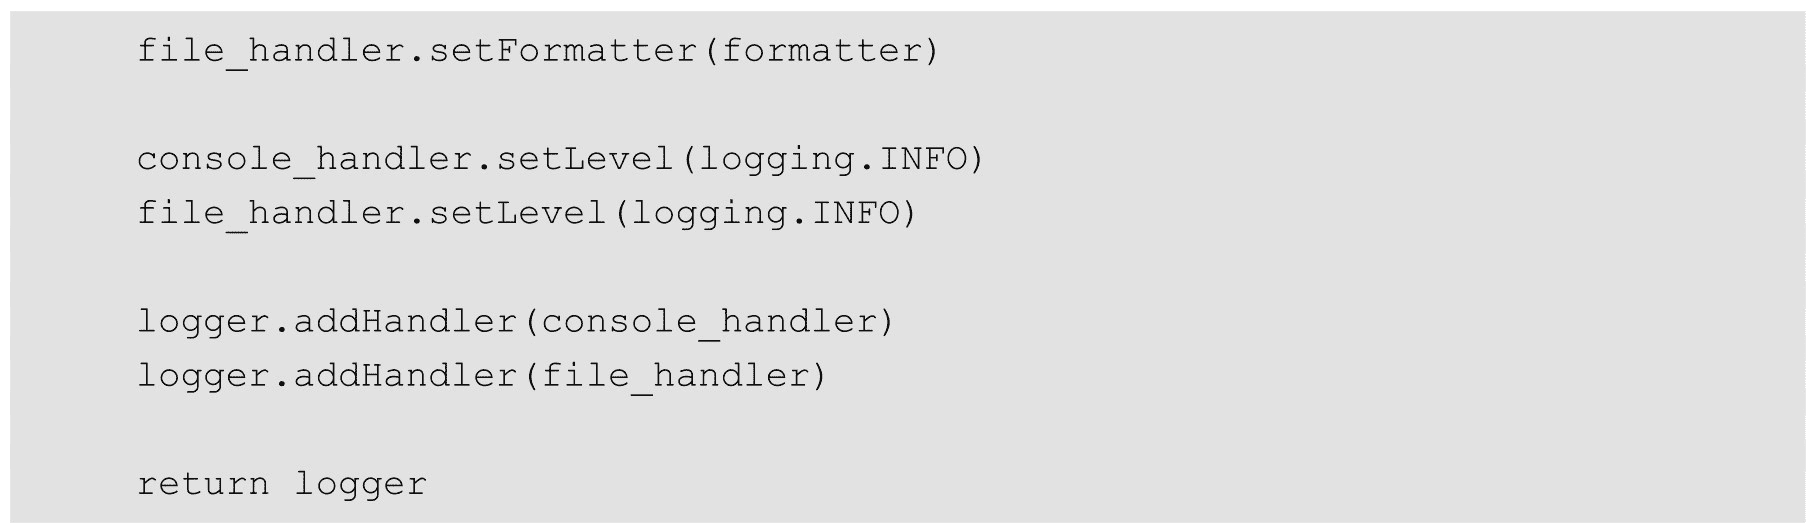 file_handler.setFormatter(formatter)
console_handler.setLevel(logging.INFO)
file_handler.setLevel(logging.INFO)
logger.addHandler(console_handler)
logger.addHandler(file_handler)
return logger